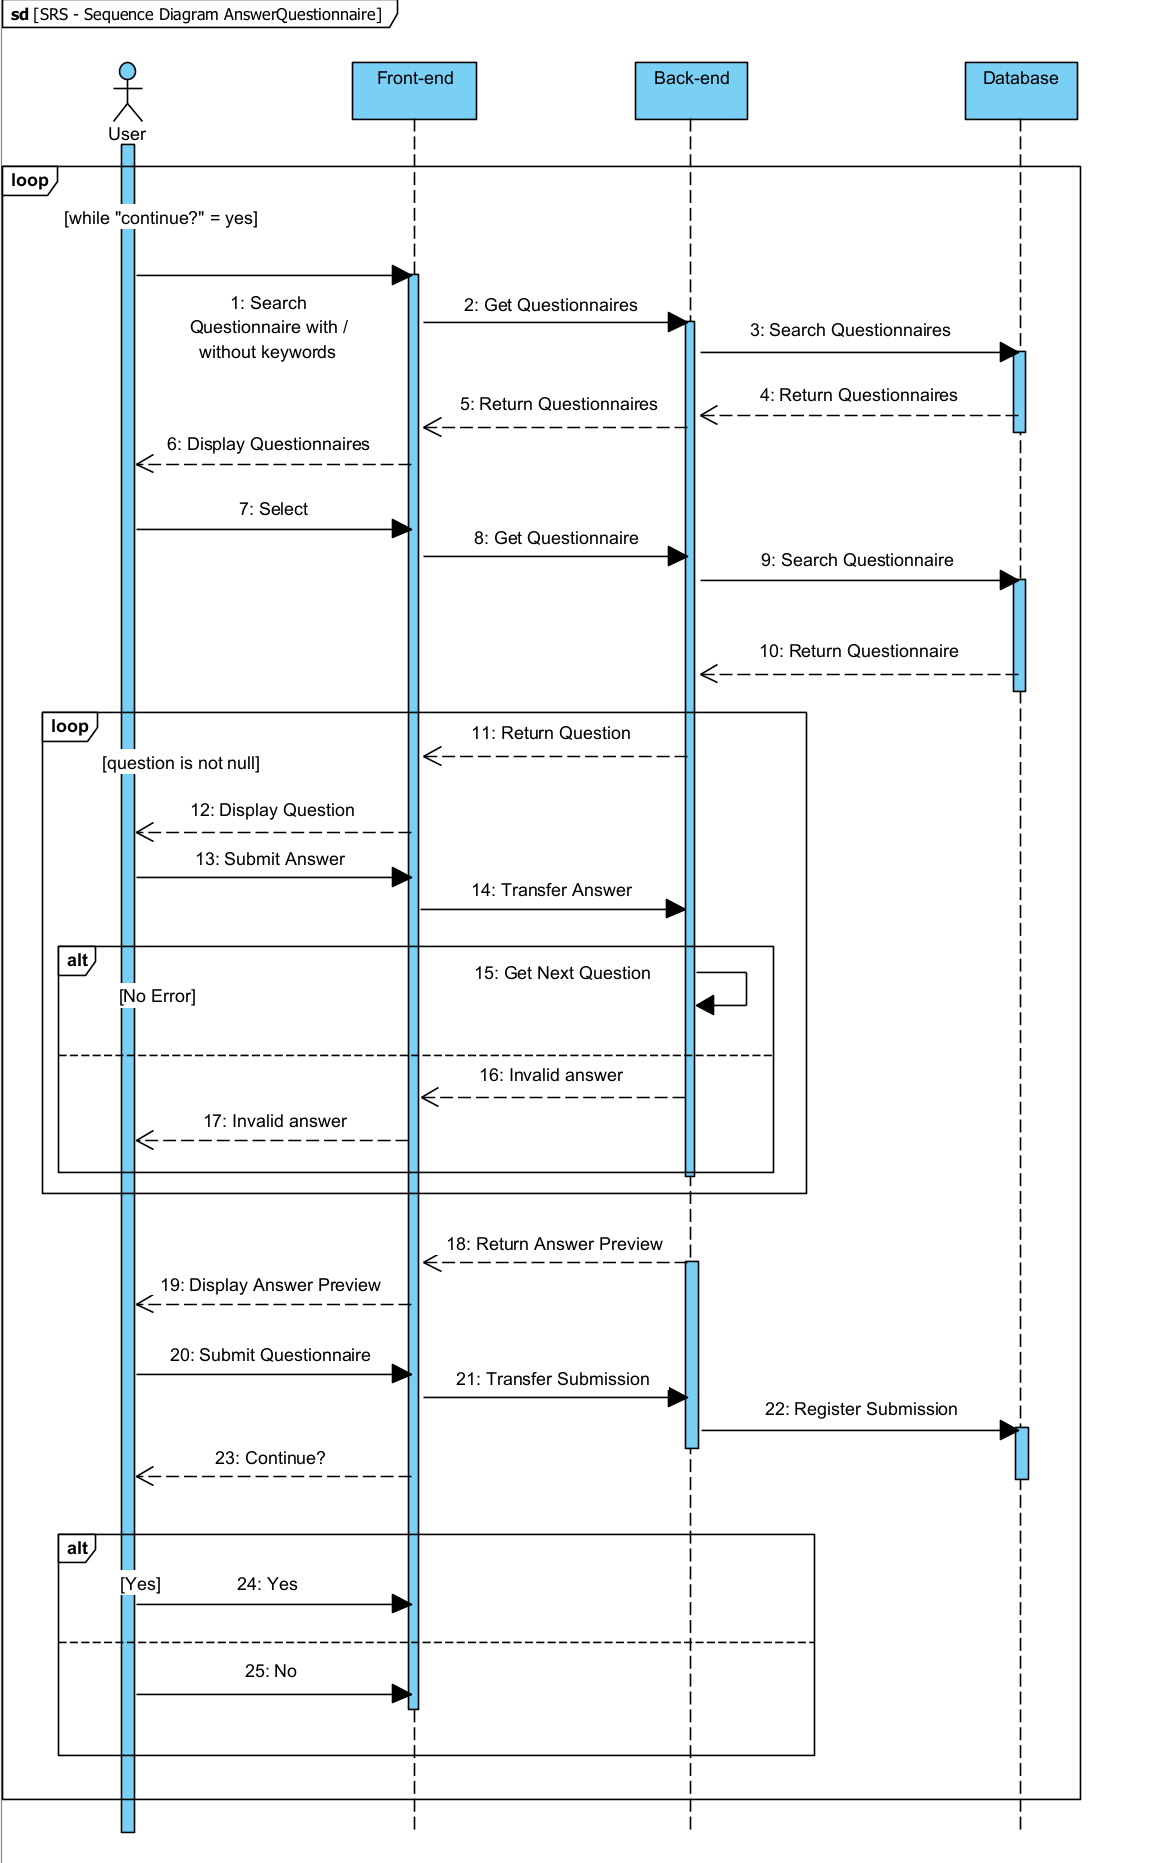 sd [SRS - Sequence Diagram AnswerQuestionnaire]
User
Front-end
Back-end
Database
loop
[while "continue?" = yes]
1: Search
Questionnaire with /
without keywords
2: Get Questionnaires
3: Search Questionnaires
4: Return Questionnaires
5: Return Questionnaires
6: Display Questionnaires
7: Select
8: Get Questionnaire
9: Search Questionnaire
10: Return Questionnaire
loop
[question is not null]
11: Return Question
12: Display Question
13: Submit Answer
14: Transfer Answer
alt
[No Error]
15: Get Next Question
16: Invalid answer
17: Invalid answer
18: Return Answer Preview
19: Display Answer Preview
20: Submit Questionnaire
21: Transfer Submission
22: Register Submission
23: Continue?
alt
[Yes]
24: Yes
25: No